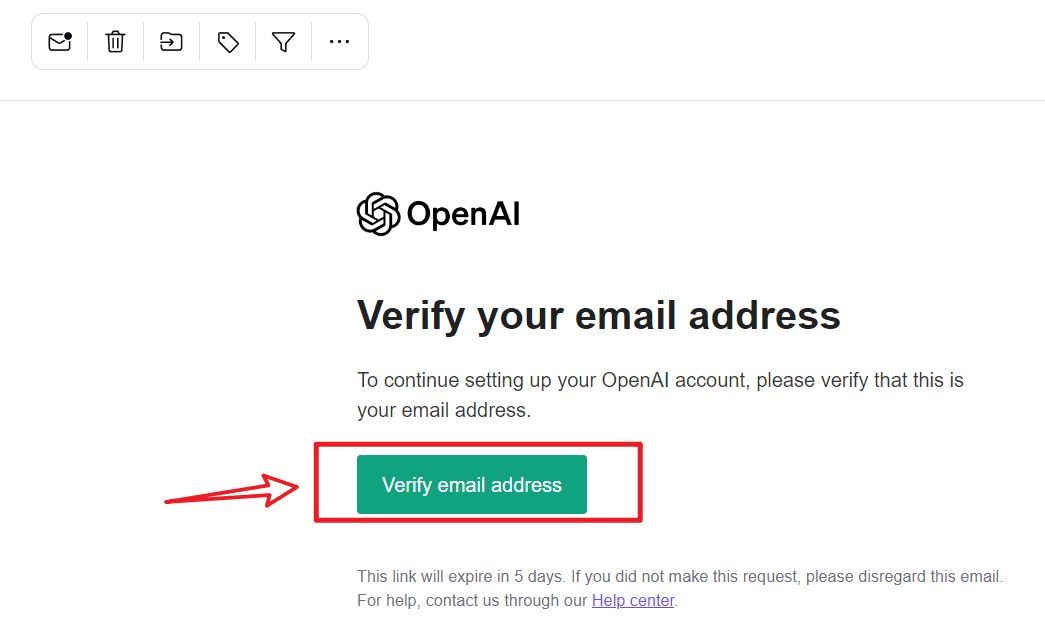 OpenAI
Verify your email address
To continue setting up your OpenAI account, please verify that this is
your email address.
Verify email address
This link will expire in 5 days. If you did not make this request, please disregard this email.
For help, contact us through our Help center.